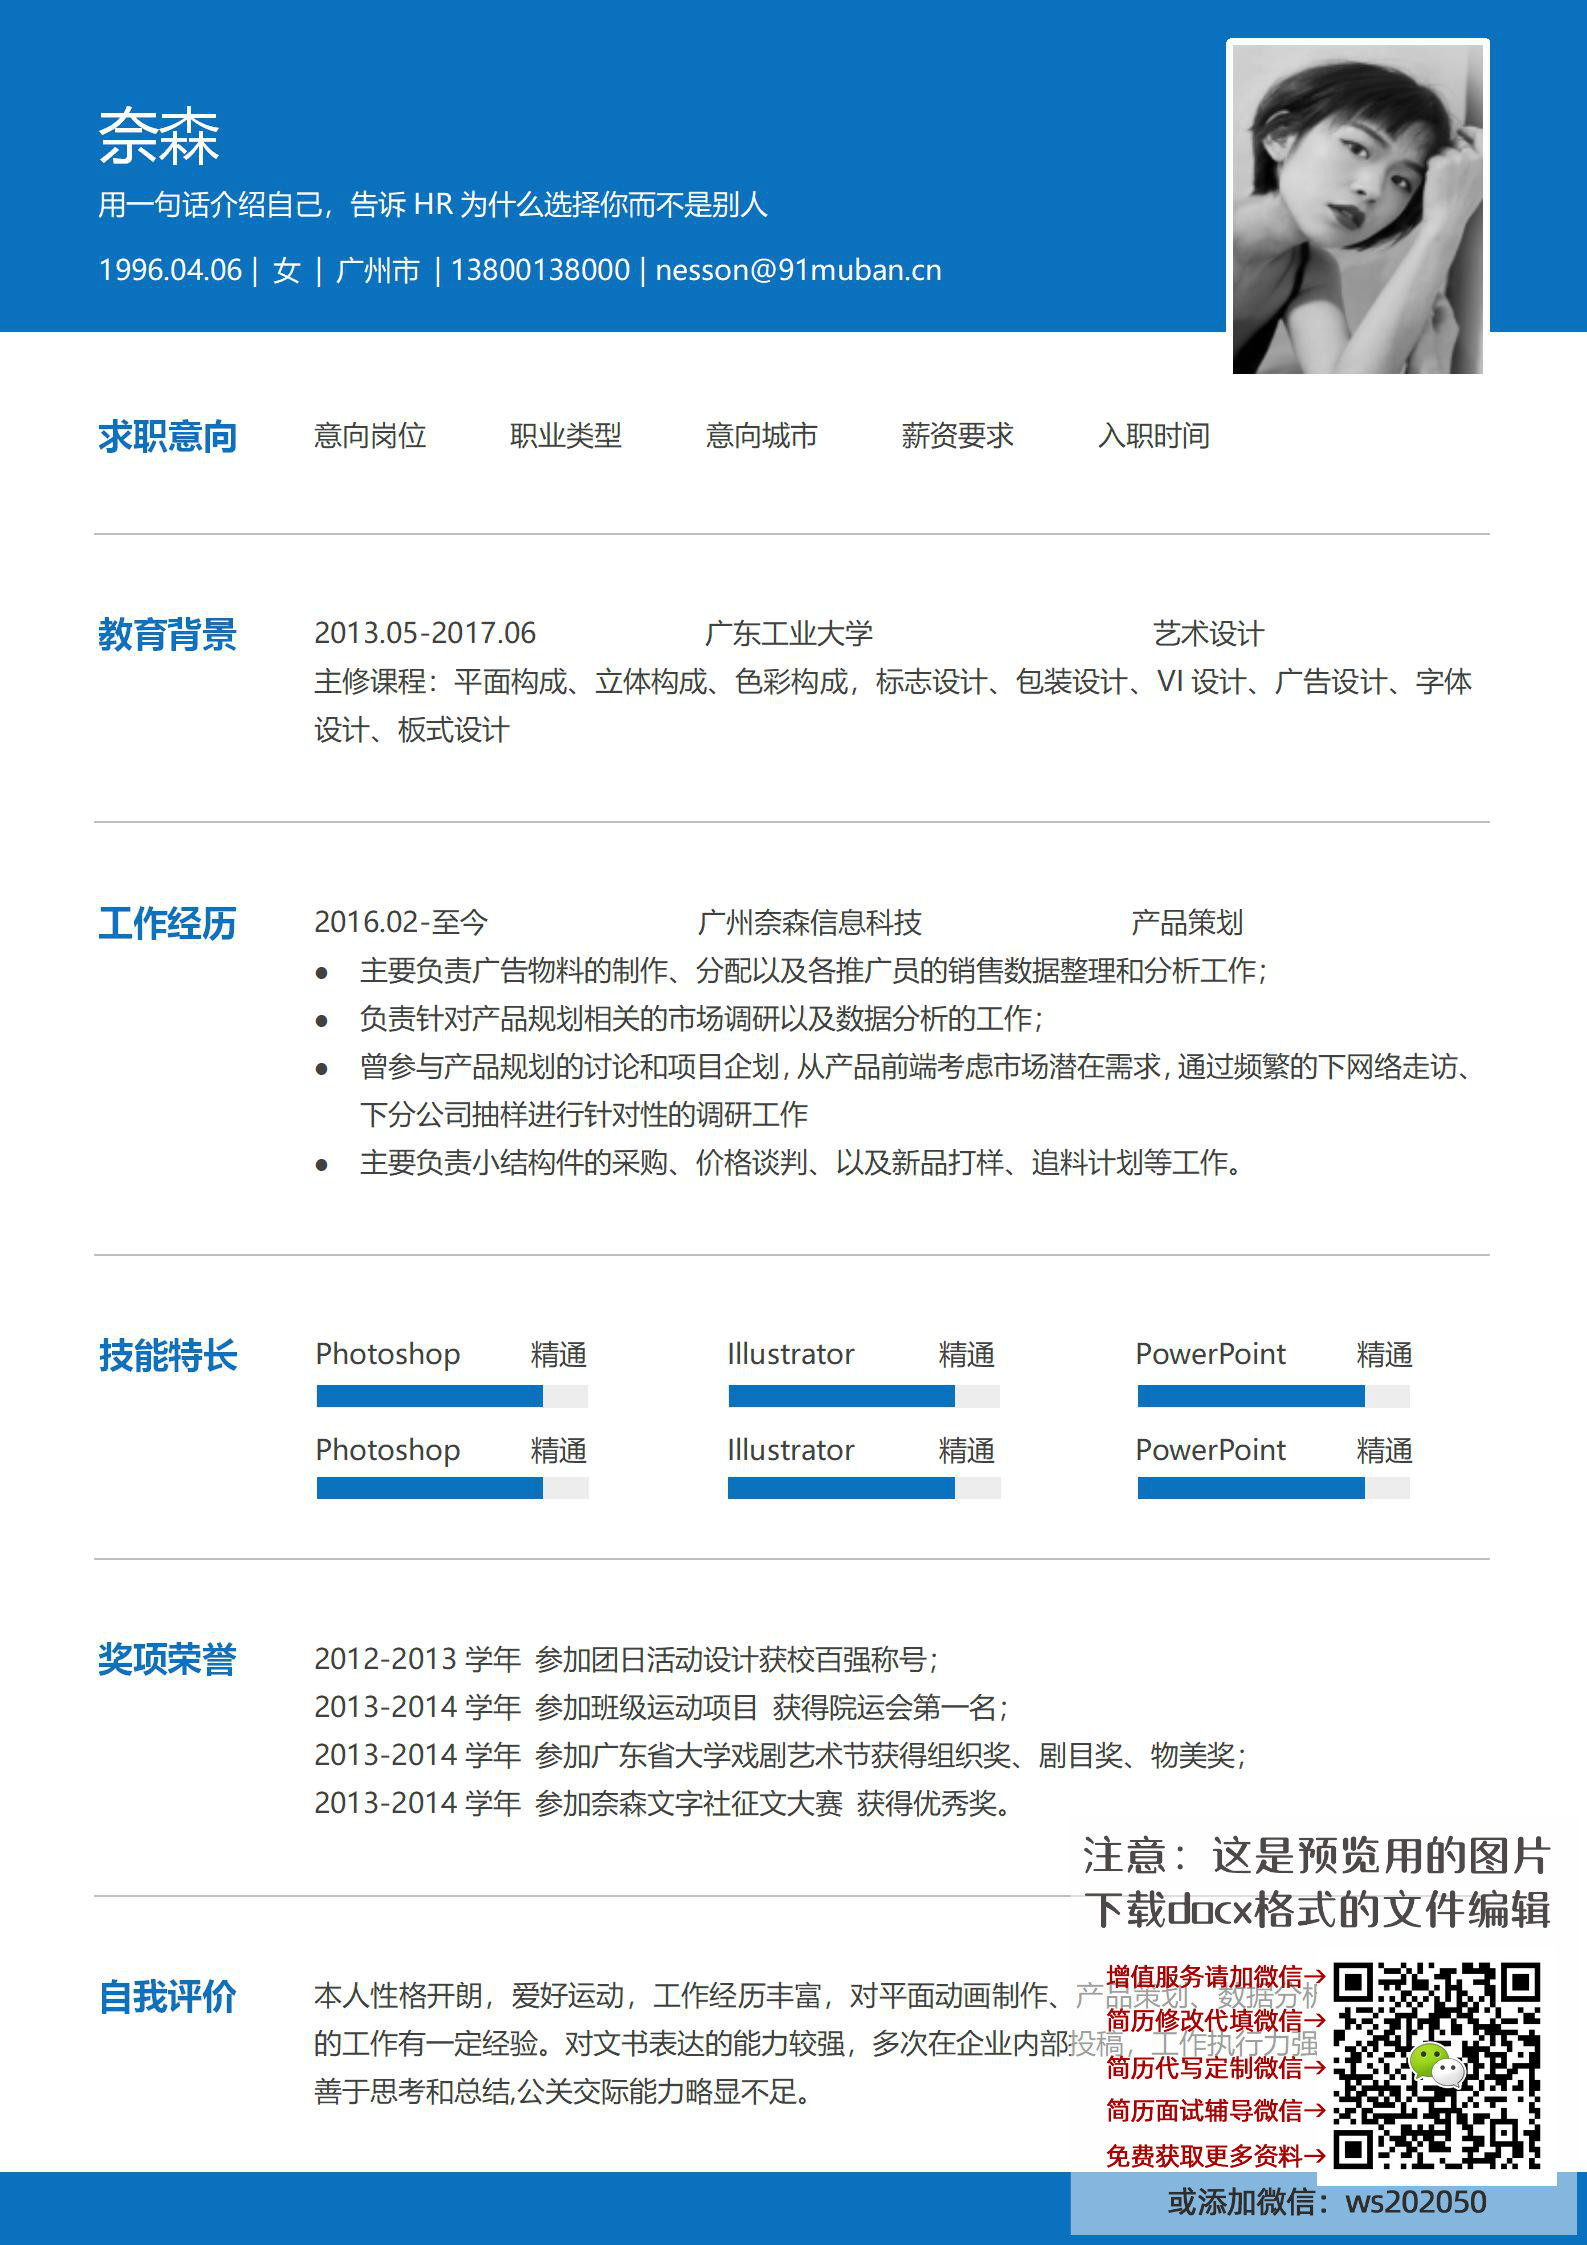 奈森
用一句话介绍自己，告诉 HR 为什么选择你而不是别人
1996.04.06 | 女 | 广州市 | 13800138000 | nesson@91muban.cn
求职意向 意向岗位 职业类型 意向城市 薪资要求 入职时间
教育背景 2013.05-2017.06 广东工业大学 艺术设计
主修课程：平面构成、立体构成、色彩构成，标志设计、包装设计、VI 设计、广告设计、字体
设计、板式设计
工作经历 2016.02-至今 广州奈森信息科技 产品策划
● 主要负责广告物料的制作、分配以及各推广员的销售数据整理和分析工作；
● 负责针对产品规划相关的市场调研以及数据分析的工作；
● 曾参与产品规划的讨论和项目企划，从产品前端考虑市场潜在需求，通过频繁的下网络走访、
下分公司抽样进行针对性的调研工作
● 主要负责小结构件的采购、价格谈判、以及新品打样、追料计划等工作。
技能特长 Photoshop 精通 Illustrator 精通 PowerPoint 精通
Photoshop 精通 Illustrator 精通 PowerPoint 精通
奖项荣誉 2012-2013 学年 参加团日活动设计获校百强称号；
2013-2014 学年 参加班级运动项目 获得院运会第一名；
2013-2014 学年 参加广东省大学戏剧艺术节获得组织奖、剧目奖、物美奖；
2013-2014 学年 参加奈森文字社征文大赛 获得优秀奖。
注意：这是预览用的图片
下载docx格式的文件编辑
自我评价 本人性格开朗，爱好运动，工作经历丰富，对平面动画制作、产品策划、数据分析
的工作有一定经验。对文书表达的能力较强，多次在企业内部投稿，工作执行力强
善于思考和总结,公关交际能力略显不足。
增值服务请加微信→
简历修改代填微信→
简历代写定制微信→
简历面试辅导微信→
免费获取更多资料→
或添加微信：ws202050